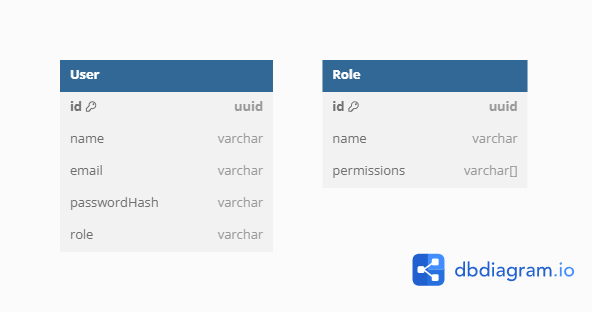 User
id uuid
name varchar
email varchar
passwordHash varchar
role varchar
Role
id uuid
name varchar
permissions varchar[]
dbdiagram.io